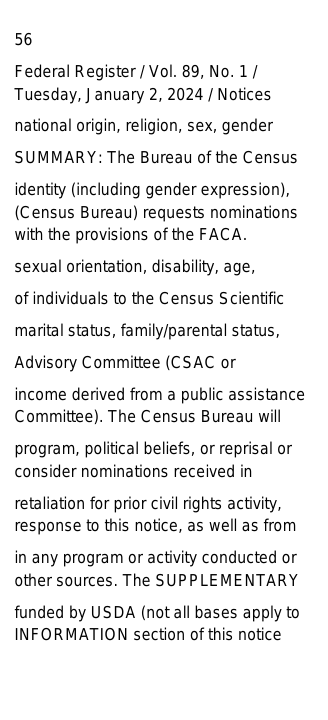 56
Federal Register / Vol. 89, No. 1 /
Tuesday, January 2, 2024 / Notices
national origin, religion, sex, gender
SUMMARY: The Bureau of the Census
identity (including gender expression),
(Census Bureau) requests nominations
with the provisions of the FACA.
sexual orientation, disability, age,
of individuals to the Census Scientific
marital status, family/parental status,
Advisory Committee (CSAC or
income derived from a public assistance
Committee). The Census Bureau will
program, political beliefs, or reprisal or
consider nominations received in
retaliation for prior civil rights activity,
response to this notice, as well as from
in any program or activity conducted or
other sources. The SUPPLEMENTARY
funded by USDA (not all bases apply to
INFORMATION section of this notice